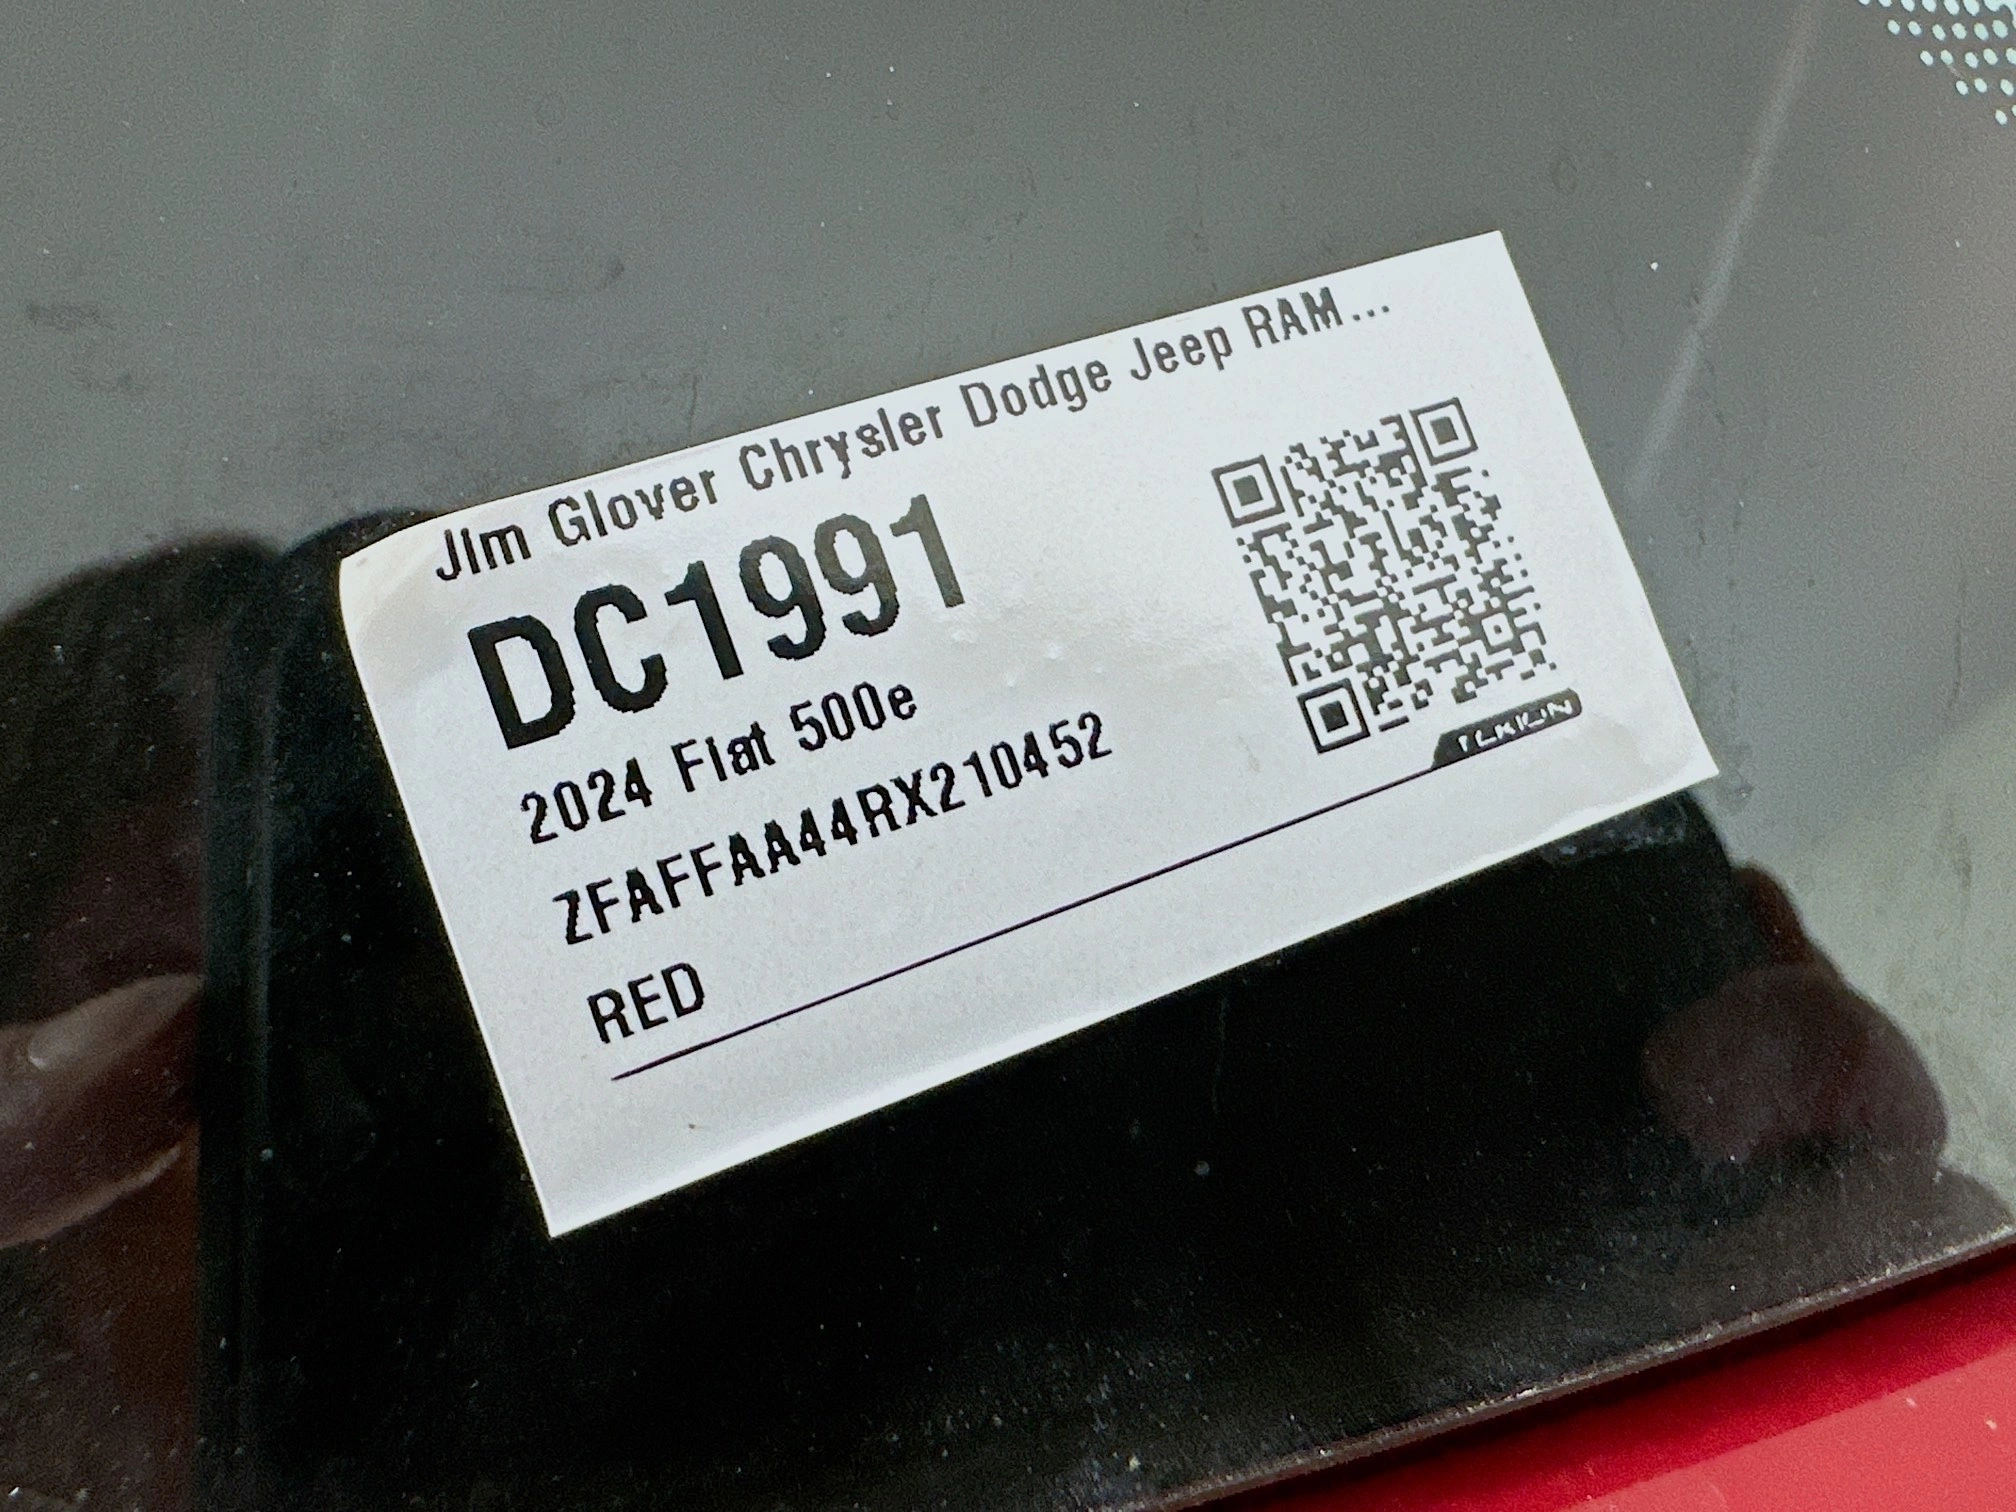 Jim Glover Chrysler Dodge Jeep RAM...
DC1991
2024 Fiat 500e
ZFAFFAA44RX210452
RED